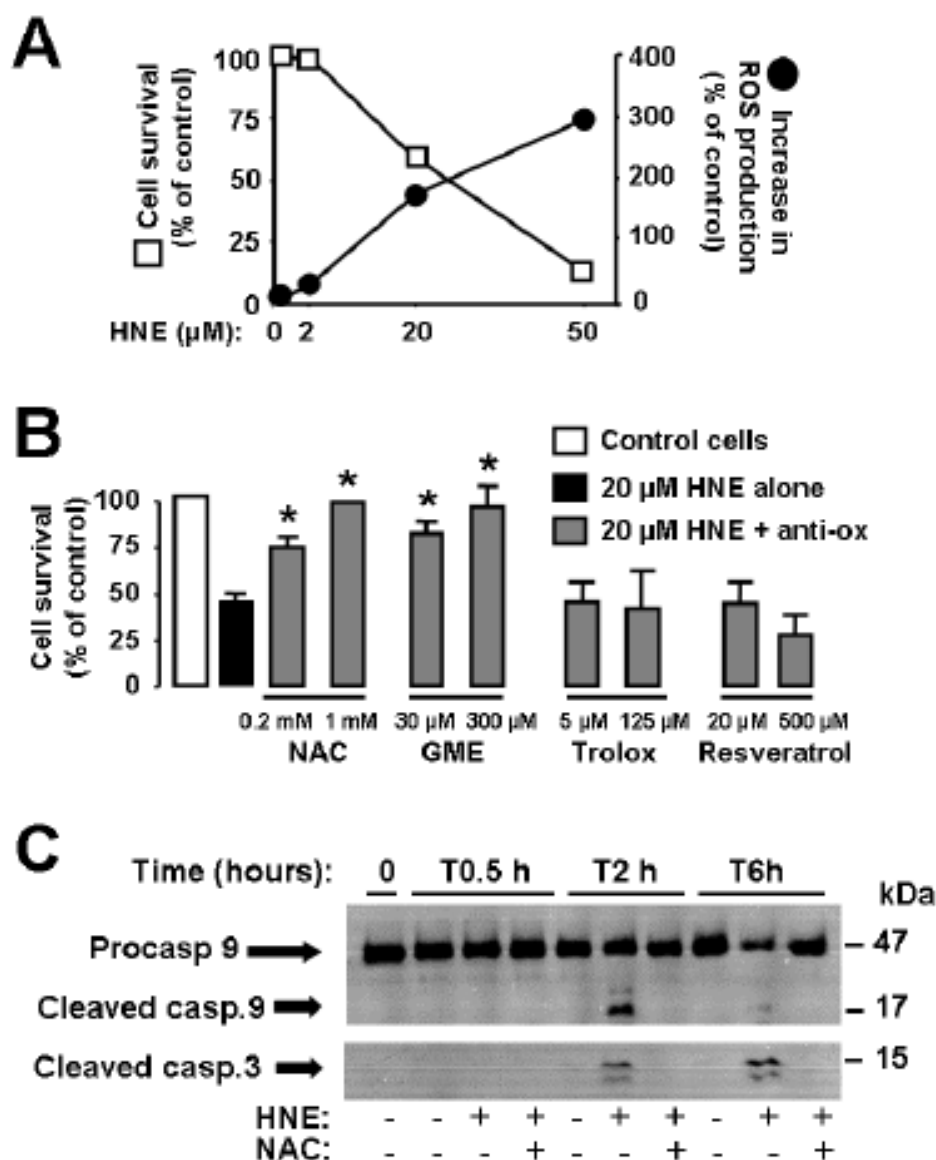 A
Cell survival
(% of control)
100
75
50
25
0
400
300
200
100
0
Increase in
ROS production
(% of control)
HNE (µM): 0 2 20 50
B
Control cells
20 µM HNE alone
20 µM HNE + anti-ox
Cell survival
(% of control)
100
75
50
25
0
* * * *
0.2 mM 1 mM 30 µM 300 µM 5 µM 125 µM 20 µM 500 µM
NAC GME Trolox Resveratrol
C
Time (hours): 0 T0.5 h T2 h T6h
kDa
Procasp 9
47
Cleaved casp.9
17
Cleaved casp.3
15
HNE: - - + + - + + - + +
NAC: - - - + - - + - - +